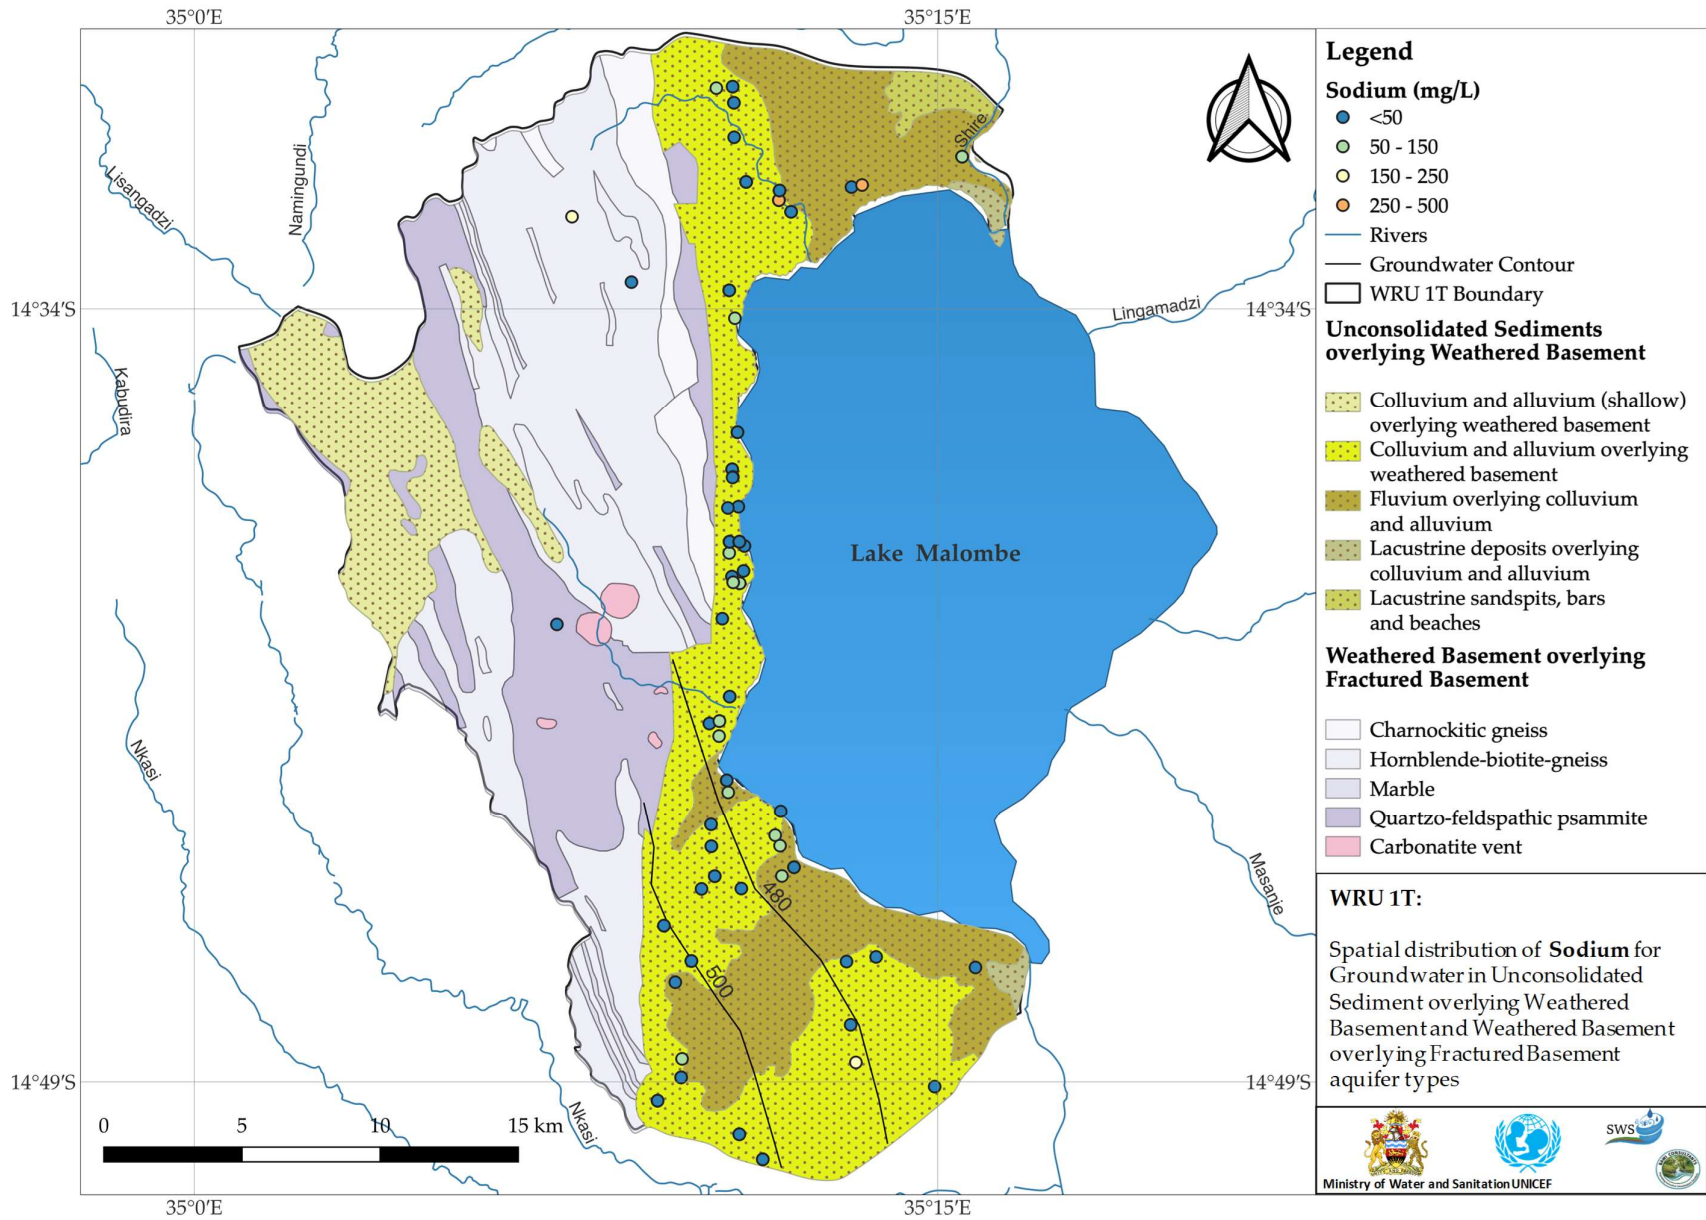 35°0′E
35°15′E
Lisangadzi
Namingundi
Shire
14°34′S
14°34′S
Lingamadzi
Kabudira
Lake Malombe
Nkasi
480
Masanje
500
14°49′S
14°49′S
Nkasi
0 5 10 15 km
35°0′E
35°15′E
Legend
Sodium (mg/L)
<50
50 - 150
150 - 250
250 - 500
Rivers
Groundwater Contour
WRU 1T Boundary
Unconsolidated Sediments
overlying Weathered Basement
Colluvium and alluvium (shallow)
overlying weathered basement
Colluvium and alluvium overlying
weathered basement
Fluvium overlying colluvium
and alluvium
Lacustrine deposits overlying
colluvium and alluvium
Lacustrine sandspits, bars
and beaches
Weathered Basement overlying
Fractured Basement
Charnockitic gneiss
Hornblende-biotite-gneiss
Marble
Quartzo-feldspathic psammite
Carbonatite vent
WRU 1T:
Spatial distribution of Sodium for
Groundwater in Unconsolidated
Sediment overlying Weathered
Basement and Weathered Basement
overlying Fractured Basement
aquifer types
SWS
Ministry of Water and Sanitation UNICEF